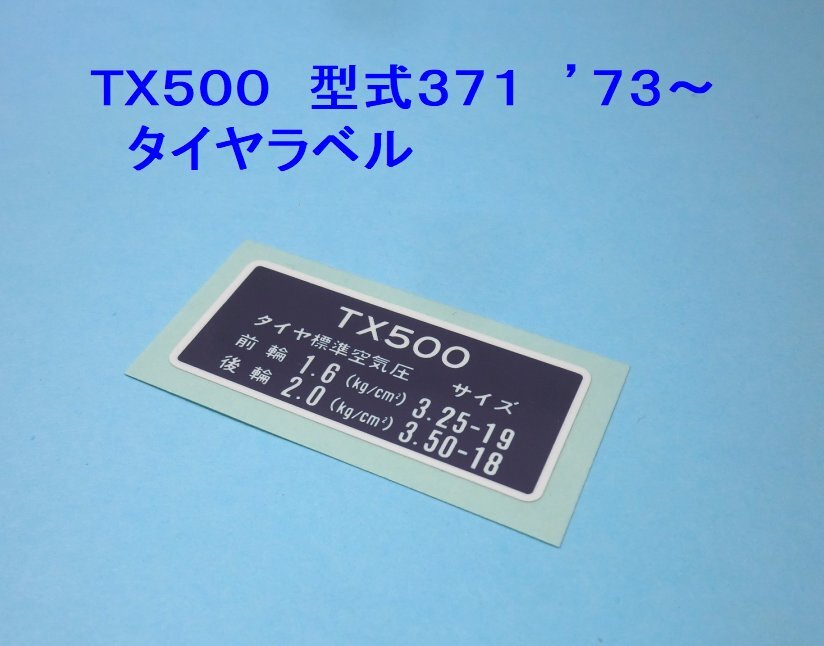 TX500　型式371　’73～
タイヤラベル
TX500
タイヤ標準空気圧　サイズ
前輪 1.6 (kg/cm²) 3.25-19
後輪 2.0 (kg/cm²) 3.50-18